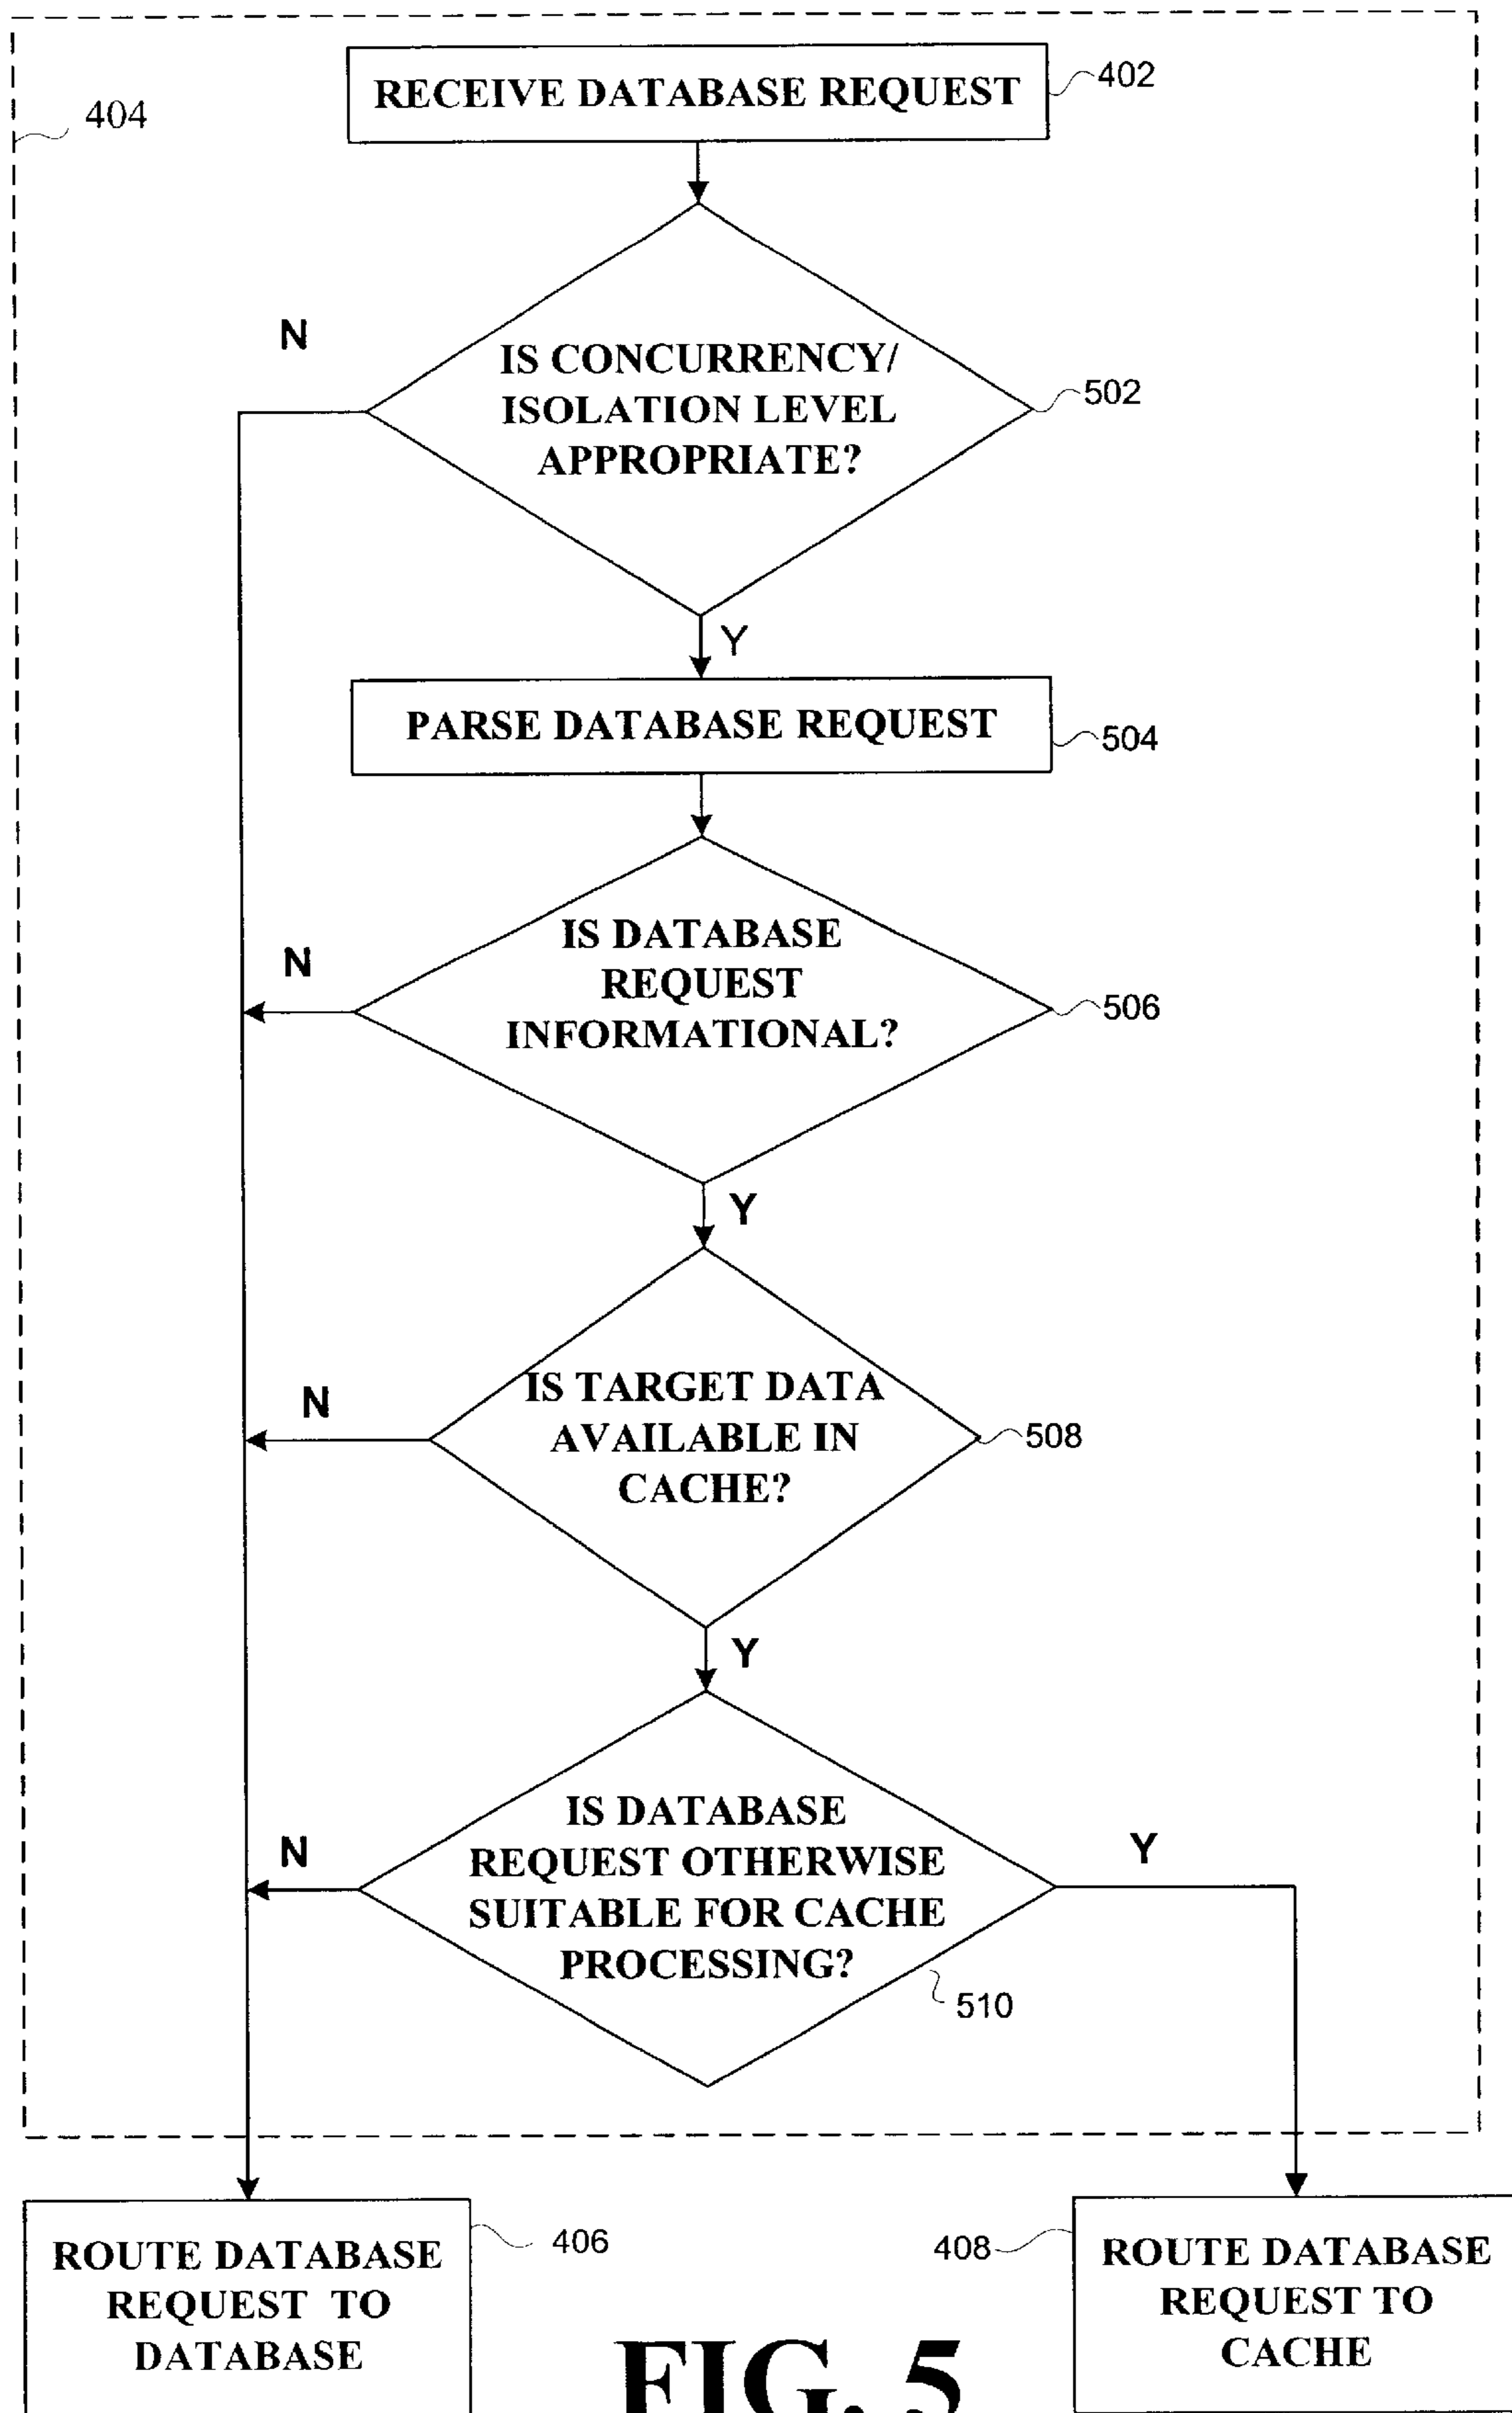 RECEIVE DATABASE REQUEST
402
404
N
IS CONCURRENCY/
ISOLATION LEVEL
APPROPRIATE?
502
Y
PARSE DATABASE REQUEST
504
IS DATABASE
REQUEST
INFORMATIONAL?
N
506
Y
IS TARGET DATA
AVAILABLE IN
CACHE?
N
508
Y
IS DATABASE
REQUEST OTHERWISE
SUITABLE FOR CACHE
PROCESSING?
N
Y
510
ROUTE DATABASE
REQUEST TO
DATABASE
406
408
ROUTE DATABASE
REQUEST TO
CACHE
FIG. 5